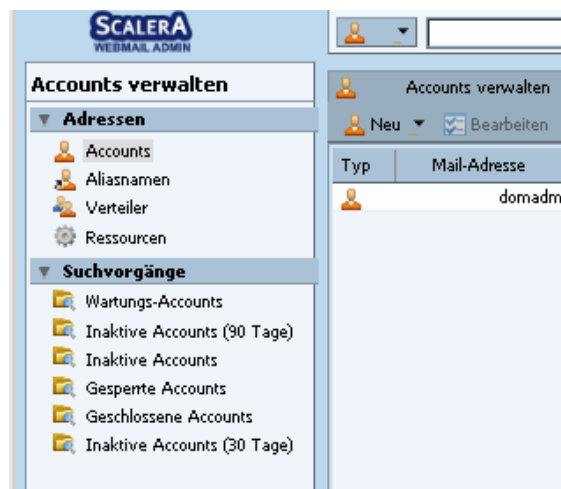 SCALERA
WEBMAIL ADMIN
Accounts verwalten
Adressen
Accounts
Aliasnamen
Verteiler
Ressourcen
Suchvorgänge
Wartungs-Accounts
Inaktive Accounts (90 Tage)
Inaktive Accounts
Gesperrte Accounts
Geschlossene Accounts
Inaktive Accounts (30 Tage)
Accounts verwalten
Neu Bearbeiten
Typ Mail-Adresse
domadm